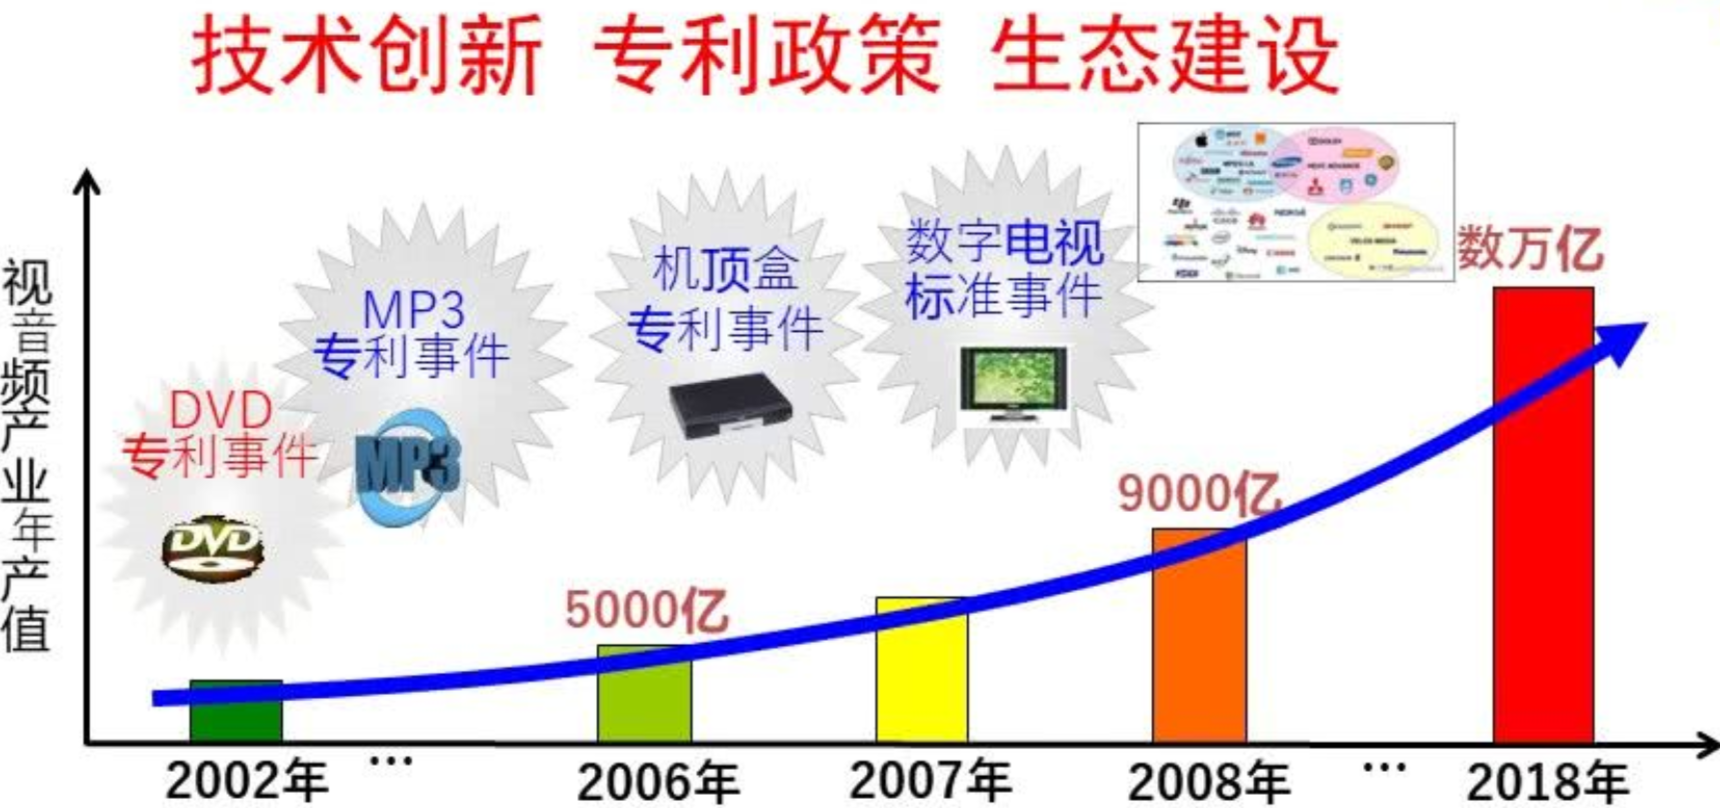 技术创新 专利政策 生态建设
视音频产业年产值
DVD
专利事件
DVD
MP3
专利事件
MP3
机顶盒
专利事件
数字电视
标准事件
数万亿
9000亿
5000亿
2002年 … 2006年 2007年 2008年 … 2018年